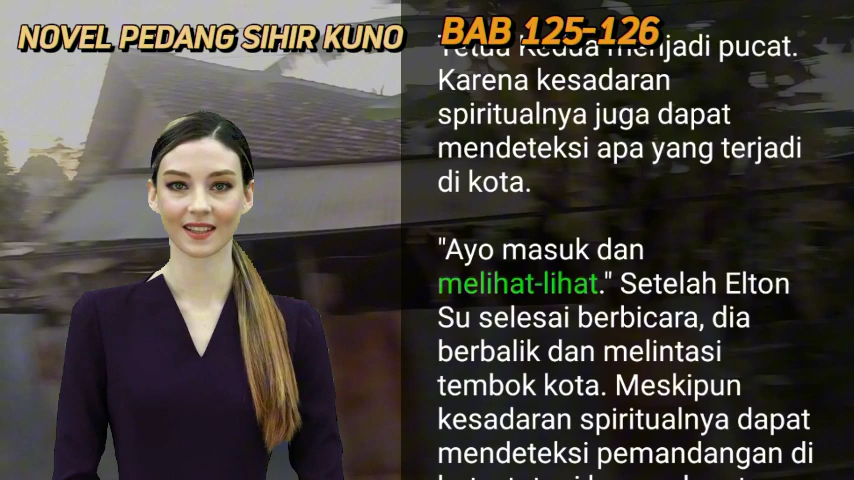 NOVEL PEDANG SIHIR KUNO
BAB 125-126
Tetua Kedua menjadi pucat.
Karena kesadaran
spiritualnya juga dapat
mendeteksi apa yang terjadi
di kota.
"Ayo masuk dan
melihat-lihat." Setelah Elton
Su selesai berbicara, dia
berbalik dan melintasi
tembok kota. Meskipun
kesadaran spiritualnya dapat
mendeteksi pemandangan di